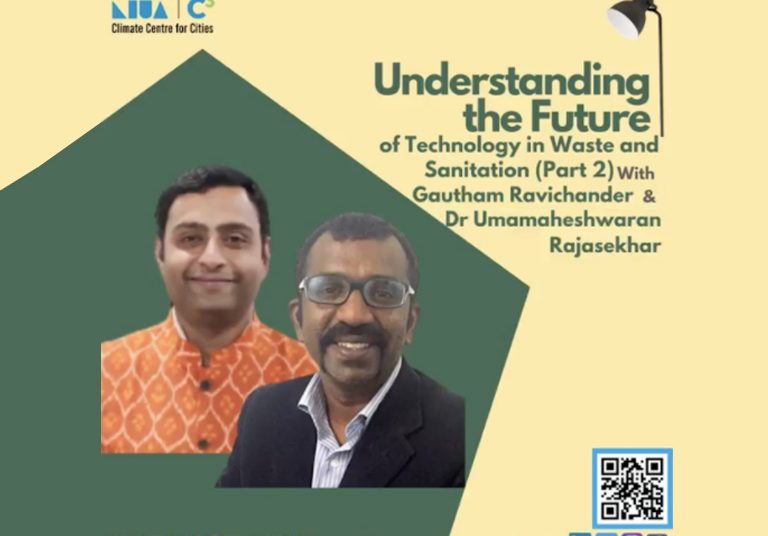 NIUA | C³
Climate Centre for Cities
Understanding
the Future
of Technology in Waste and
Sanitation (Part 2) With
Gautham Ravichander &
Dr Umamaheshwaran
Rajasekhar